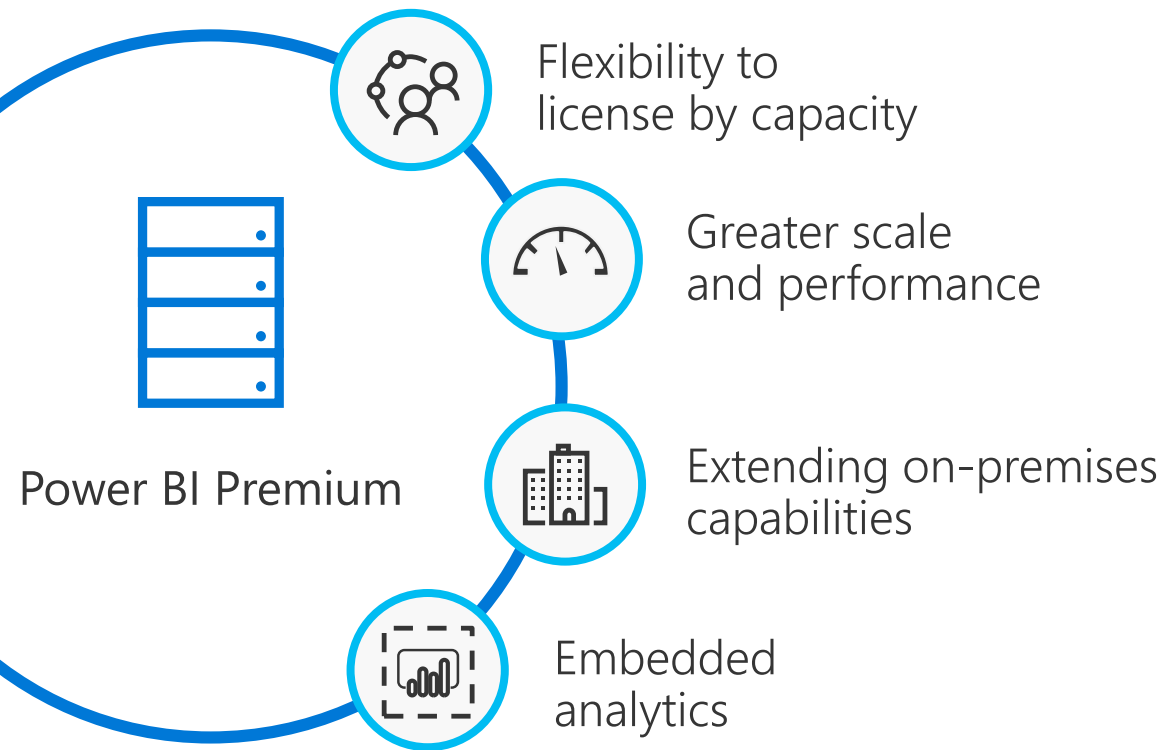 Flexibility to
license by capacity
Greater scale
and performance
Power BI Premium
Extending on-premises
capabilities
Embedded
analytics